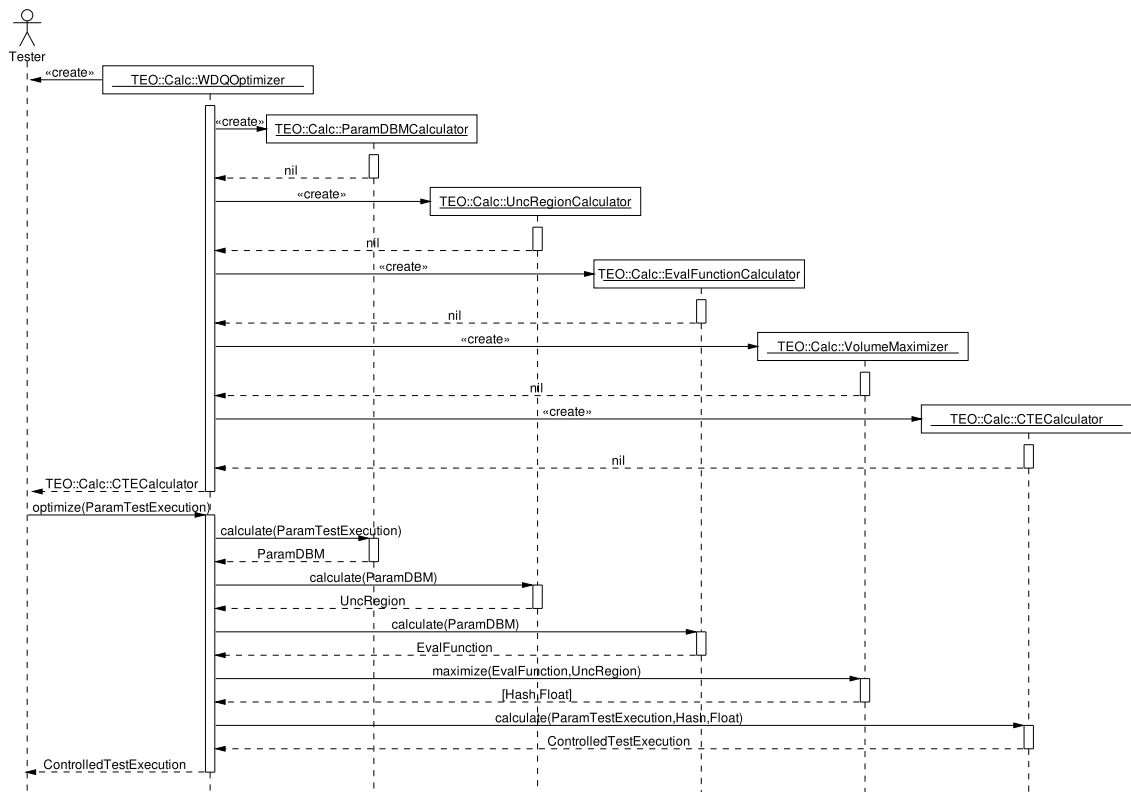 Tester
«create»
TEO::Calc::WDQOptimizer
«create»
TEO::Calc::ParamDBMCalculator
nil
«create»
TEO::Calc::UncRegionCalculator
nil
«create»
TEO::Calc::EvalFunctionCalculator
nil
«create»
TEO::Calc::VolumeMaximizer
nil
«create»
TEO::Calc::CTECalculator
nil
TEO::Calc::CTECalculator
optimize(ParamTestExecution)
calculate(ParamTestExecution)
ParamDBM
calculate(ParamDBM)
UncRegion
calculate(ParamDBM)
EvalFunction
maximize(EvalFunction,UncRegion)
[Hash,Float]
calculate(ParamTestExecution,Hash,Float)
ControlledTestExecution
ControlledTestExecution